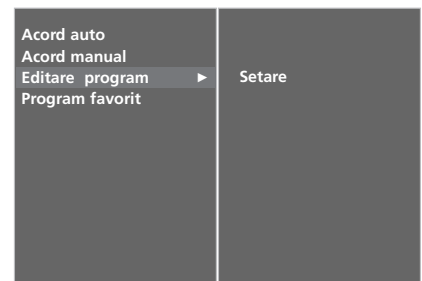 Acord auto
Acord manual
Editare program ► Setare
Program favorit